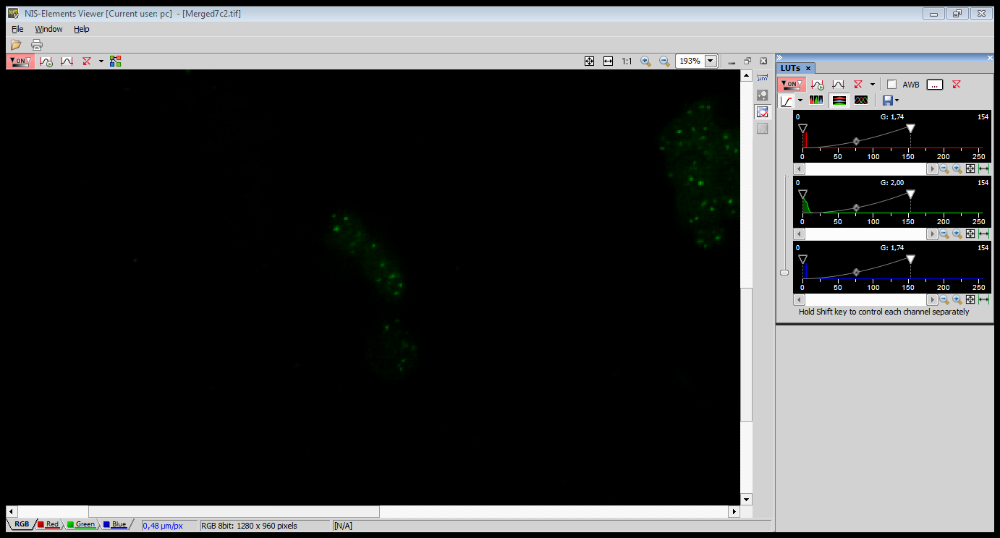 NIS-Elements Viewer [Current user: pc] - [Merged7c2.tif]
File Window Help
ON 1:1 193%
LUTs
ON AWB ...
µm
0 G: 1,74 154
0 50 100 150 200 250
0 G: 2,00 154
0 50 100 150 200 250
0 G: 1,74 154
0 50 100 150 200 250
Hold Shift key to control each channel separately
RGB Red Green Blue 0,48 µm/px RGB 8bit: 1280 x 960 pixels [N/A]